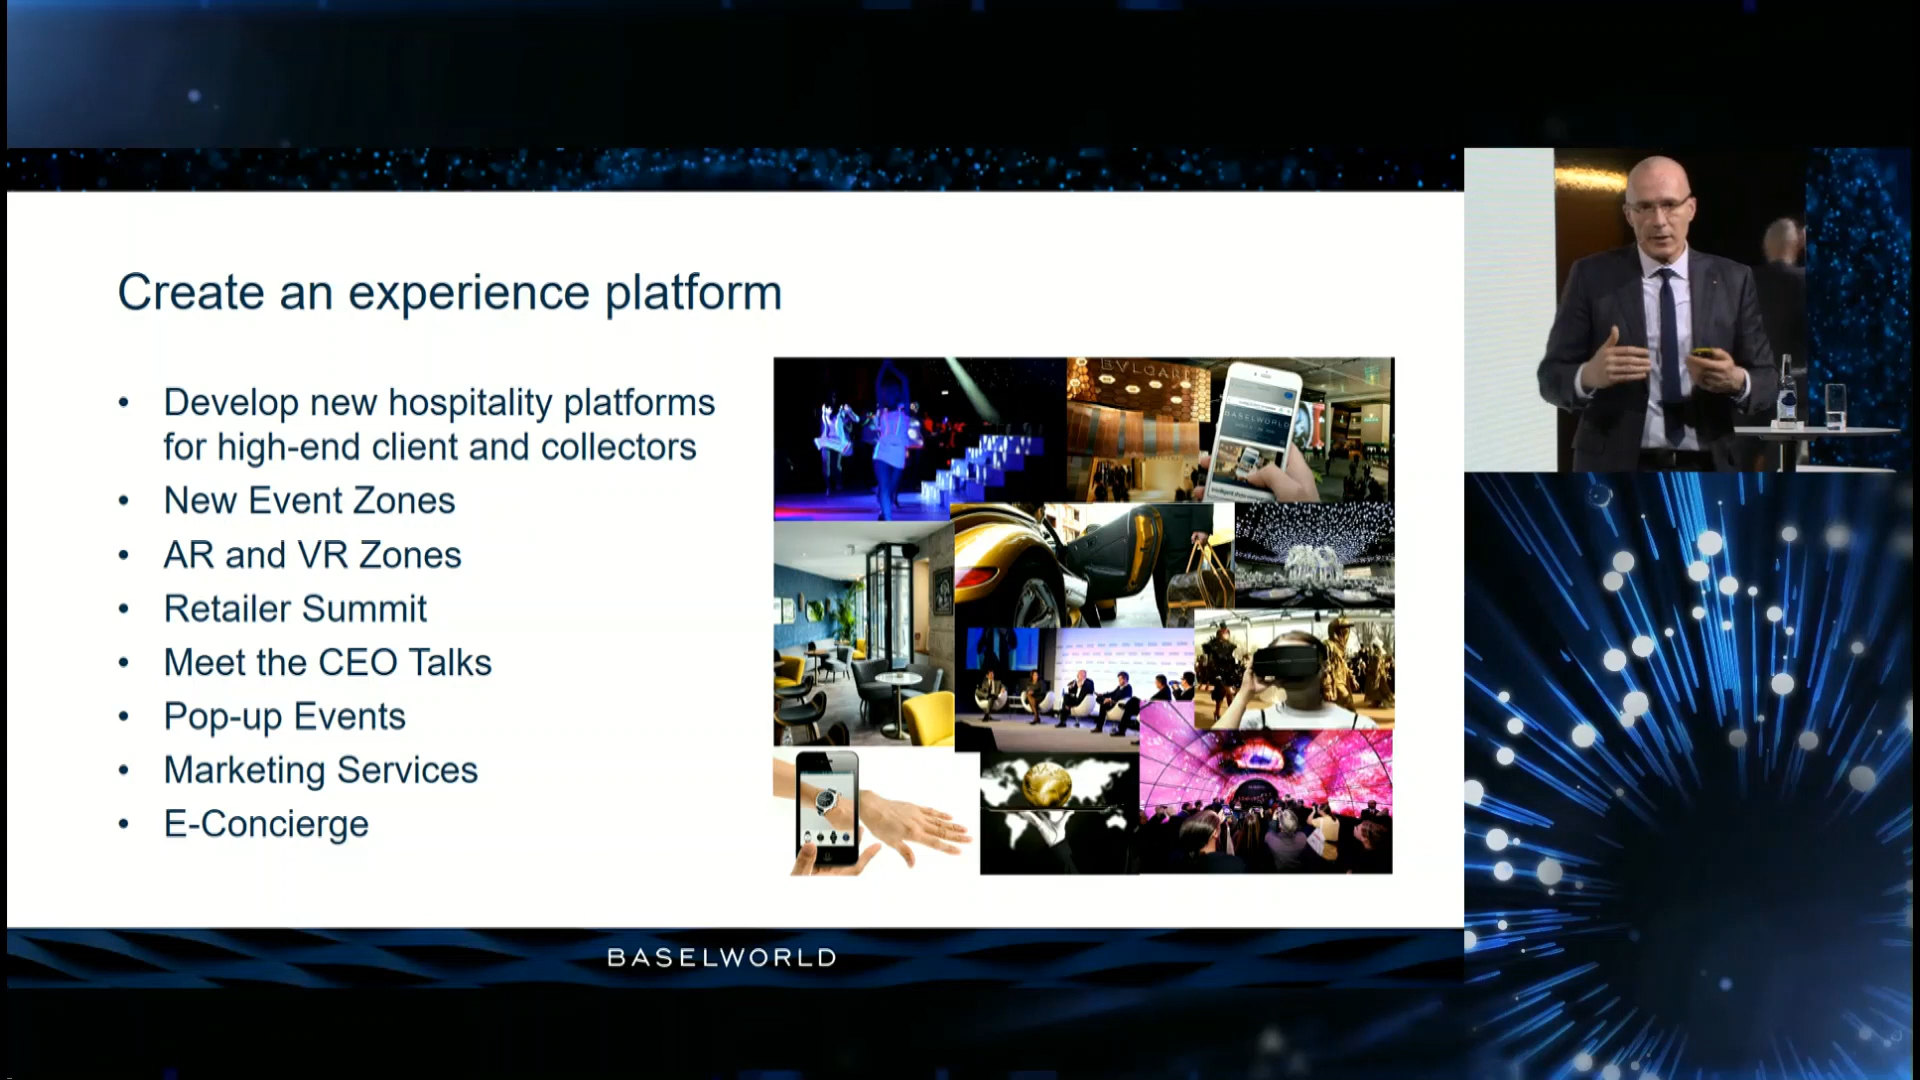 Create an experience platform
• Develop new hospitality platforms
for high-end client and collectors
• New Event Zones
• AR and VR Zones
• Retailer Summit
• Meet the CEO Talks
• Pop-up Events
• Marketing Services
• E-Concierge
BVLGARI
BASELWORLD
BASELWORLD